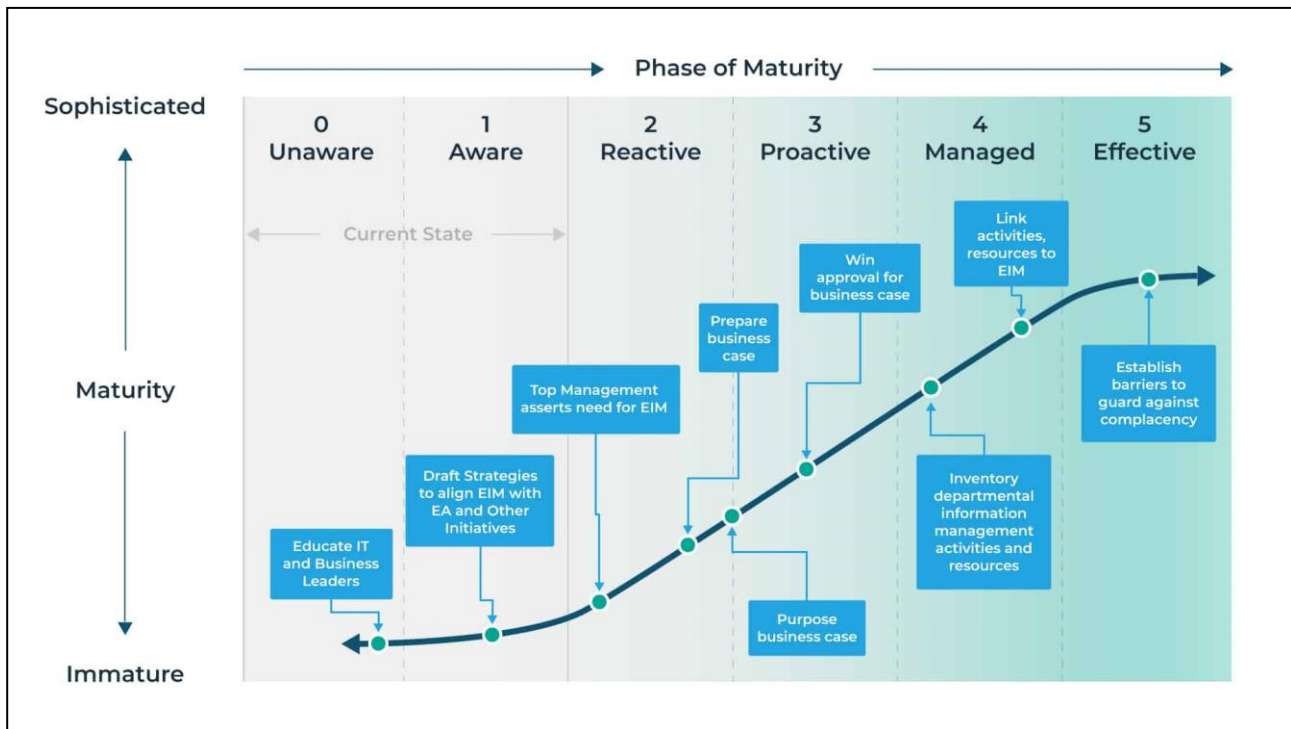 Phase of Maturity
Sophisticated
Maturity
Immature
0
Unaware
1
Aware
2
Reactive
3
Proactive
4
Managed
5
Effective
Current State
Educate IT
and Business
Leaders
Draft Strategies
to align EIM with
EA and Other
Initiatives
Top Management
asserts need for EIM
Prepare
business
case
Purpose
business case
Win
approval for
business case
Inventory
departmental
information
management
activities and
resources
Link
activities,
resources to
EIM
Establish
barriers to
guard against
complacency